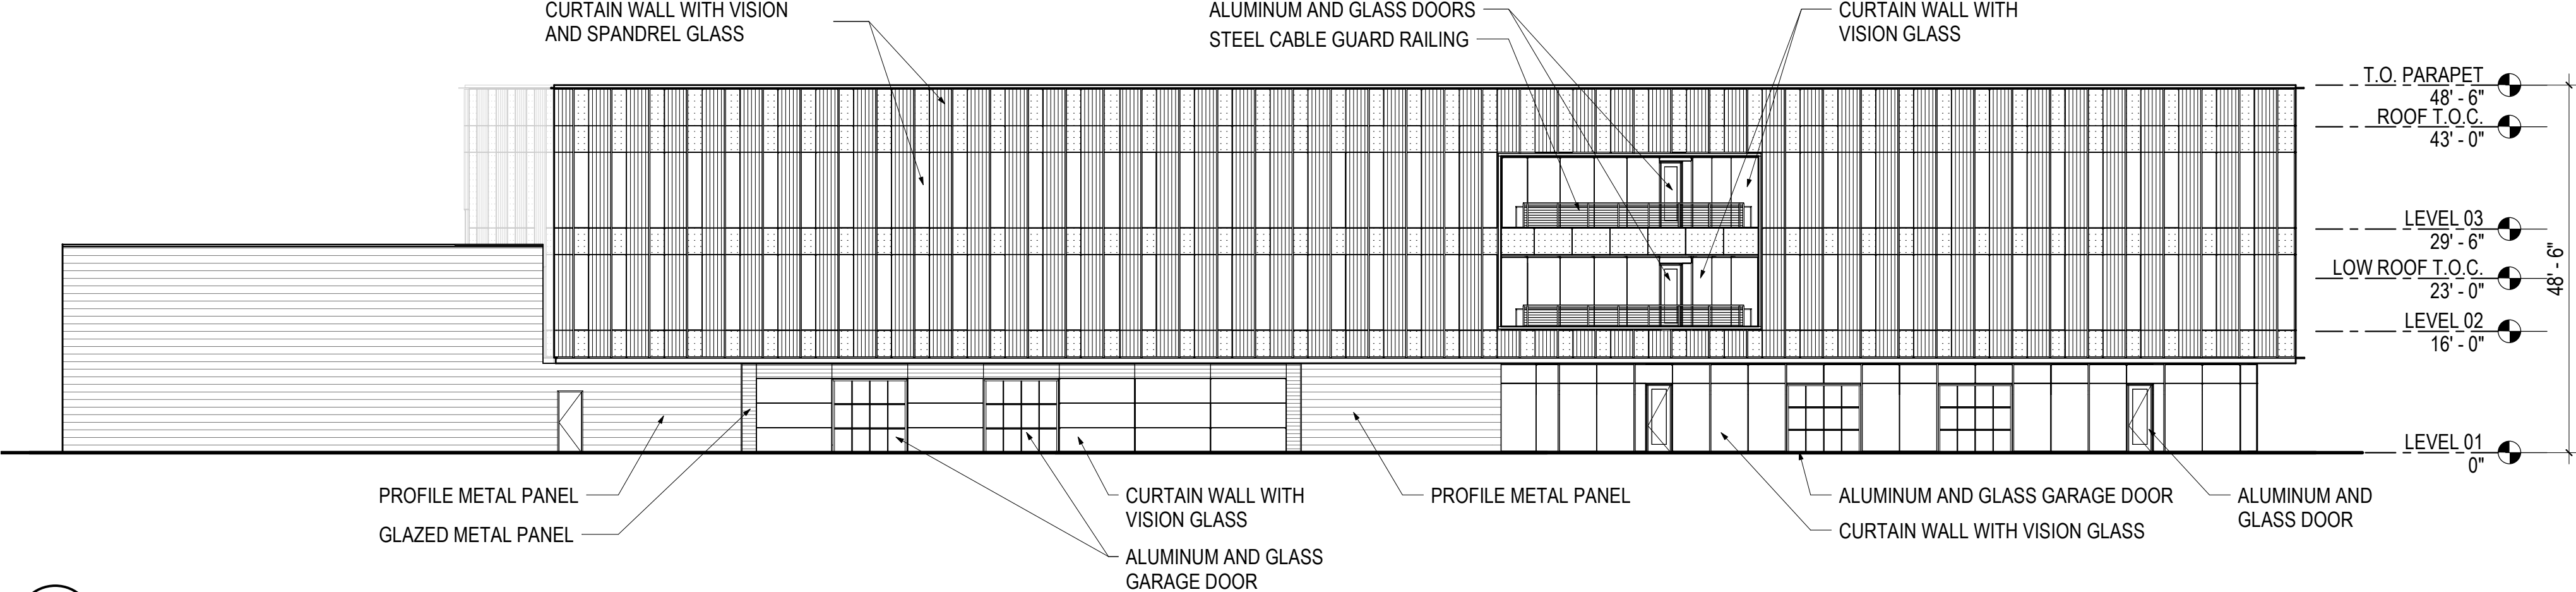 CURTAIN WALL WITH VISION
AND SPANDREL GLASS
ALUMINUM AND GLASS DOORS
STEEL CABLE GUARD RAILING
CURTAIN WALL WITH
VISION GLASS
T.O. PARAPET
48' - 6"
ROOF T.O.C.
43' - 0"
LEVEL 03
29' - 6"
LOW ROOF T.O.C.
23' - 0"
LEVEL 02
16' - 0"
LEVEL 01
0"
48' - 6"
PROFILE METAL PANEL
GLAZED METAL PANEL
CURTAIN WALL WITH
VISION GLASS
ALUMINUM AND GLASS
GARAGE DOOR
PROFILE METAL PANEL
ALUMINUM AND GLASS GARAGE DOOR
CURTAIN WALL WITH VISION GLASS
ALUMINUM AND
GLASS DOOR